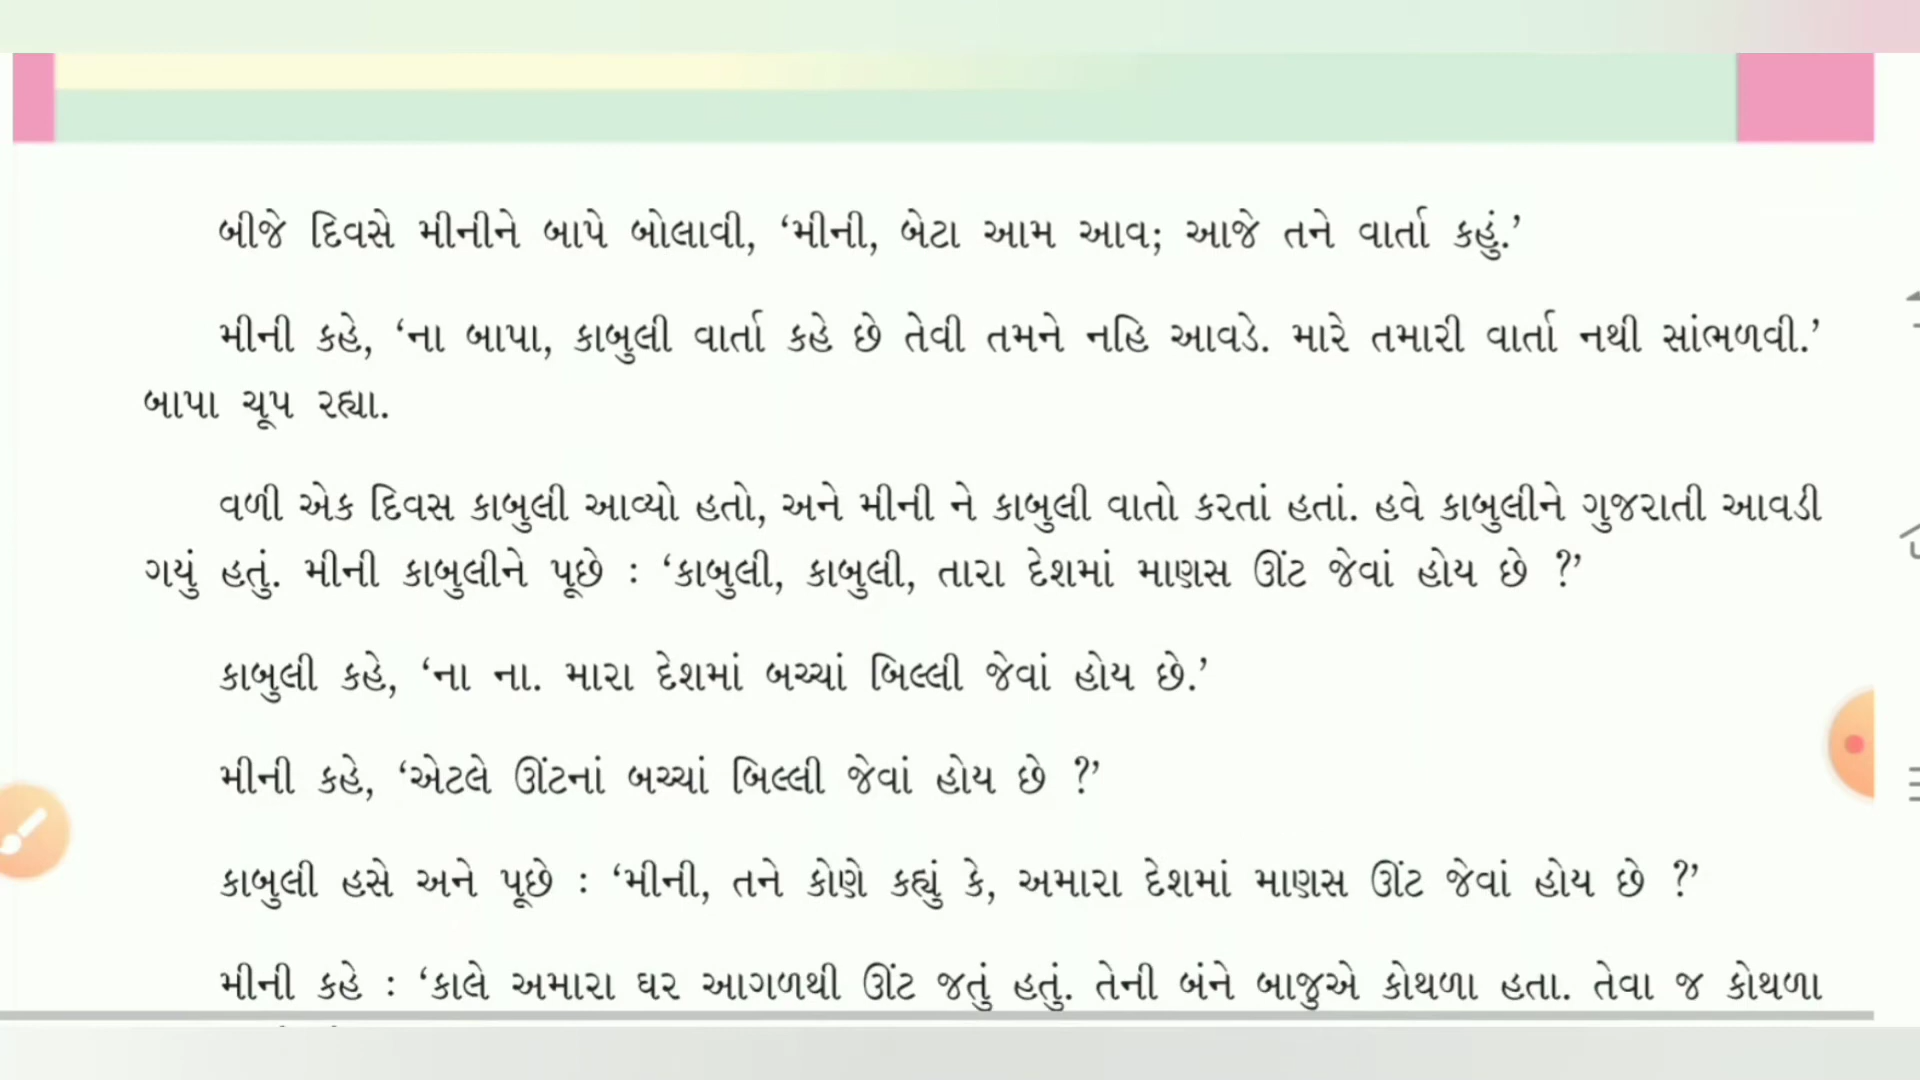 બીજે દિવસે મીનીને બાપે બોલાવી, ‘મીની, બેટા આમ આવ; આજે તને વાર્તા કહું.’
મીની કહે, ‘ના બાપા, કાબુલી વાર્તા કહે છે તેવી તમને નહિ આવડે. મારે તમારી વાર્તા નથી સાંભળવી.’
બાપા ચૂપ રહ્યા.
વળી એક દિવસ કાબુલી આવ્યો હતો, અને મીની ને કાબુલી વાતો કરતાં હતાં. હવે કાબુલીને ગુજરાતી આવડી
ગયું હતું. મીની કાબુલીને પૂછે : ‘કાબુલી, કાબુલી, તારા દેશમાં માણસ ઊંટ જેવાં હોય છે ?’
કાબુલી કહે, ‘ના ના. મારા દેશમાં બચ્ચાં બિલ્લી જેવાં હોય છે.’
મીની કહે, ‘એટલે ઊંટનાં બચ્ચાં બિલ્લી જેવાં હોય છે ?’
કાબુલી હસે અને પૂછે : ‘મીની, તને કોણે કહ્યું કે, અમારા દેશમાં માણસ ઊંટ જેવાં હોય છે ?’
મીની કહે : ‘કાલે અમારા ઘર આગળથી ઊંટ જતું હતું. તેની બંને બાજુએ કોથળા હતા. તેવા જ કોથળા